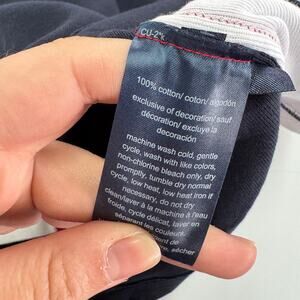 CU-2*L
100% cotton/ coton/ algodón
exclusive of decoration/ sauf
décoration/ excluye la
decoración
machine wash cold, gentle
cycle, wash with like colors,
non-chlorine bleach only, dry
promptly, tumble dry normal
cycle, low heat, low heat iron if
necessary, do not dry
clean/laver à la machine à l'eau
froide, cycle délicat, laver en
séparant les couleurs,
sécher